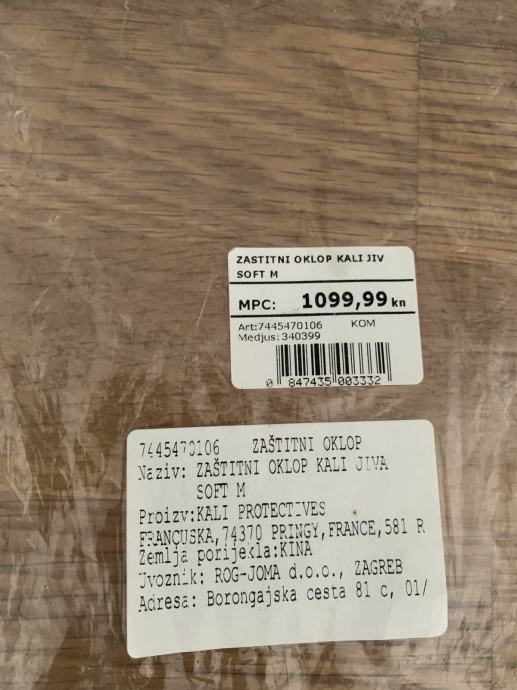 ZASTITNI OKLOP KALI JIV
SOFT M
MPC: 1099,99 kn
Art:7445470106 KOM
Medjus:340399
0 847435 003332
7445470106 ZAŠTITNI OKLOP
Naziv: ZAŠTITNI OKLOP KALI JIVA
SOFT M
Proizv:KALI PROTECTIVES
FRANCUSKA,74370 PRINGY,FRANCE,581 R
Zemlja porijekla:KINA
Uvoznik: ROG-JOMA d.o.o., ZAGREB
Adresa: Borongajska cesta 81 c, 01/